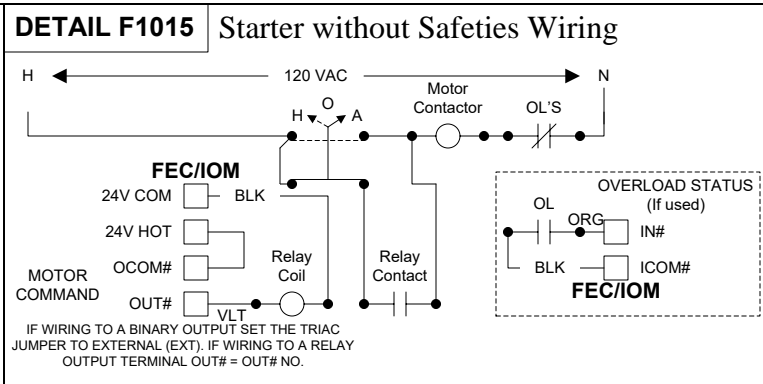 DETAIL F1015
Starter without Safeties Wiring
H
120 VAC
N
Motor
Contactor
OL'S
H
O
A
FEC/IOM
24V COM
BLK
24V HOT
OCOM#
MOTOR
COMMAND
OUT#
VLT
Relay
Coil
Relay
Contact
OVERLOAD STATUS
(If used)
OL
ORG
IN#
BLK
ICOM#
FEC/IOM
IF WIRING TO A BINARY OUTPUT SET THE TRIAC
JUMPER TO EXTERNAL (EXT). IF WIRING TO A RELAY
OUTPUT TERMINAL OUT# = OUT# NO.